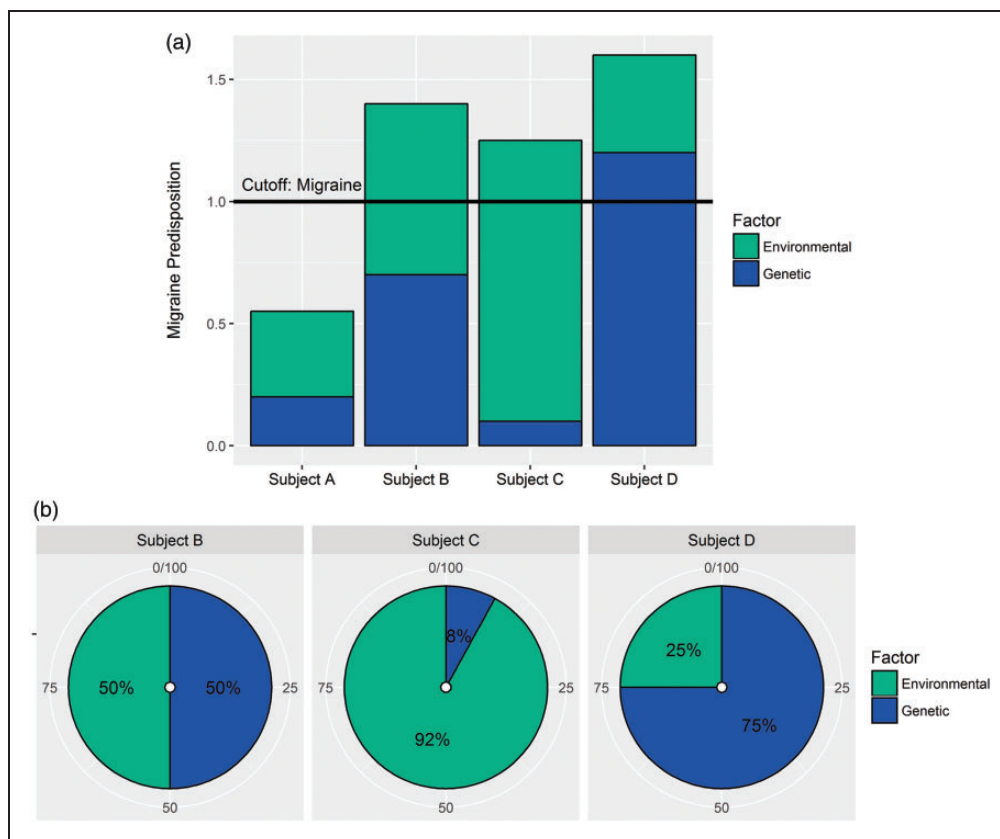 (a)
1.5
Cutoff: Migraine
1.0
0.5
0.0
Migraine Predisposition
Subject A Subject B Subject C Subject D
Factor
Environmental
Genetic
(b)
Subject B Subject C Subject D
0/100 0/100 0/100
50% 50% 8% 92% 25% 75%
75 25 75 25 75 25
50 50 50
Factor
Environmental
Genetic